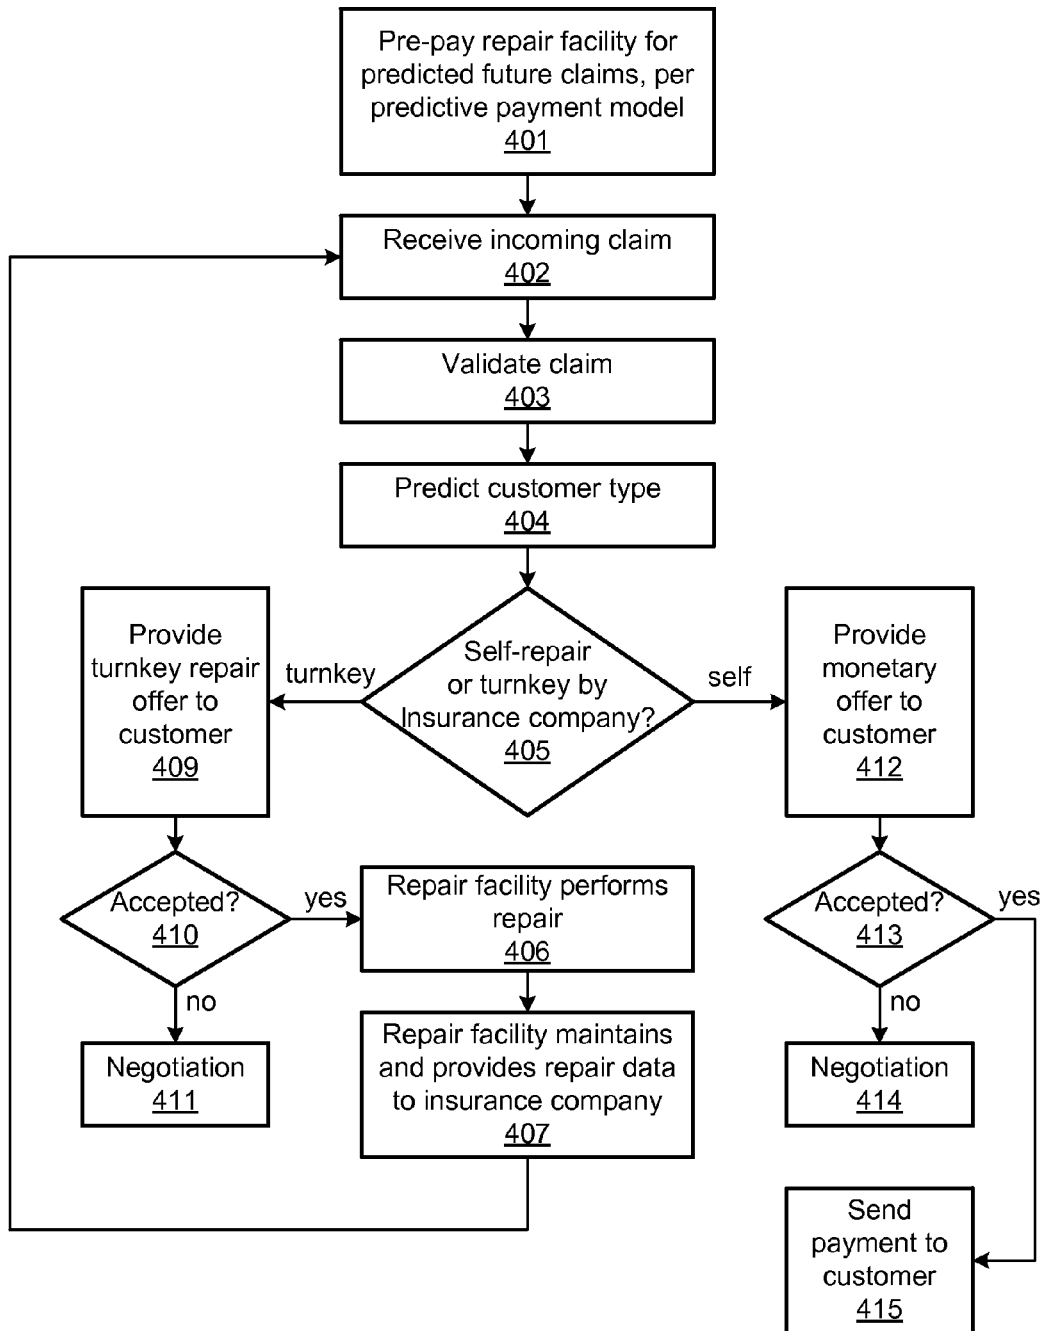 Pre-pay repair facility for
predicted future claims, per
predictive payment model
401
Receive incoming claim
402
Validate claim
403
Predict customer type
404
Self-repair
or turnkey by
Insurance company?
405
turnkey
self
Provide
turnkey repair
offer to
customer
409
Provide
monetary
offer to
customer
412
Accepted?
410
yes
no
Repair facility performs
repair
406
Accepted?
413
yes
no
Negotiation
411
Repair facility maintains
and provides repair data
to insurance company
407
Negotiation
414
Send
payment to
customer
415